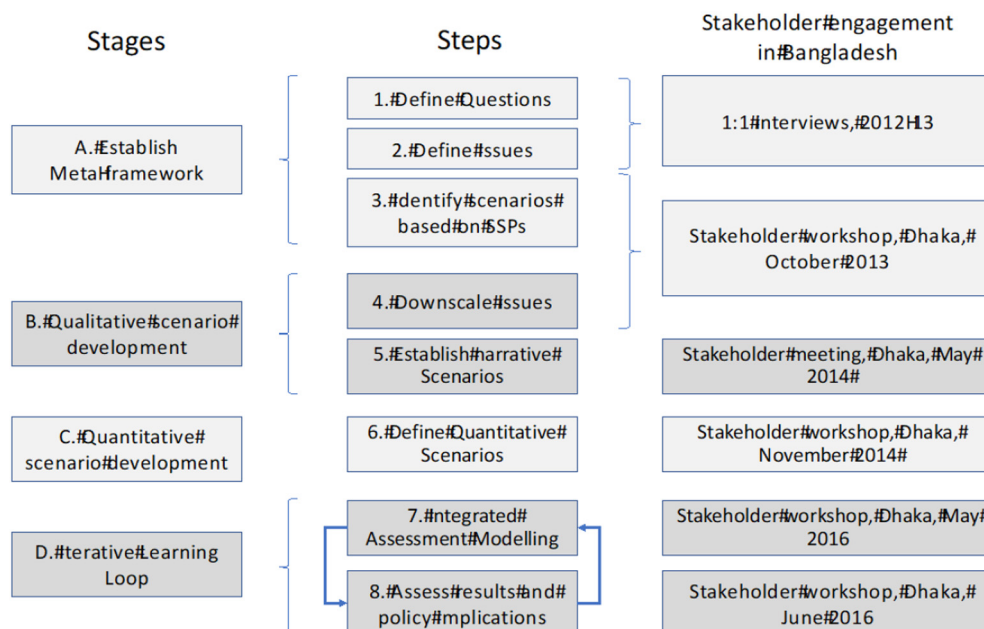 Stages
Steps
Stakeholder#engagement
in#Bangladesh
A.#Establish
MetaHframework
1.#Define#Questions
2.#Define#ssues
3.#dentify#scenarios#
based#on#SSPs
1:1#nterviews,#2012H13
Stakeholder#workshop,#Dhaka,#
October#2013
B.#Qualitative#scenario#
development
4.#Downscale#ssues
5.#Establish#narrative#
Scenarios
Stakeholder#meeting,#Dhaka,#May#
2014#
C.#Quantitative#
scenario#development
6.#Define#Quantitative#
Scenarios
Stakeholder#workshop,#Dhaka,#
November#2014#
D.#terative#Learning
Loop
7.#ntegrated#
Assessment#Modelling
8.#Assess#results#and#
policy#mplications
Stakeholder#workshop,#Dhaka,#May#
2016
Stakeholder#workshop,#Dhaka,#
June#2016